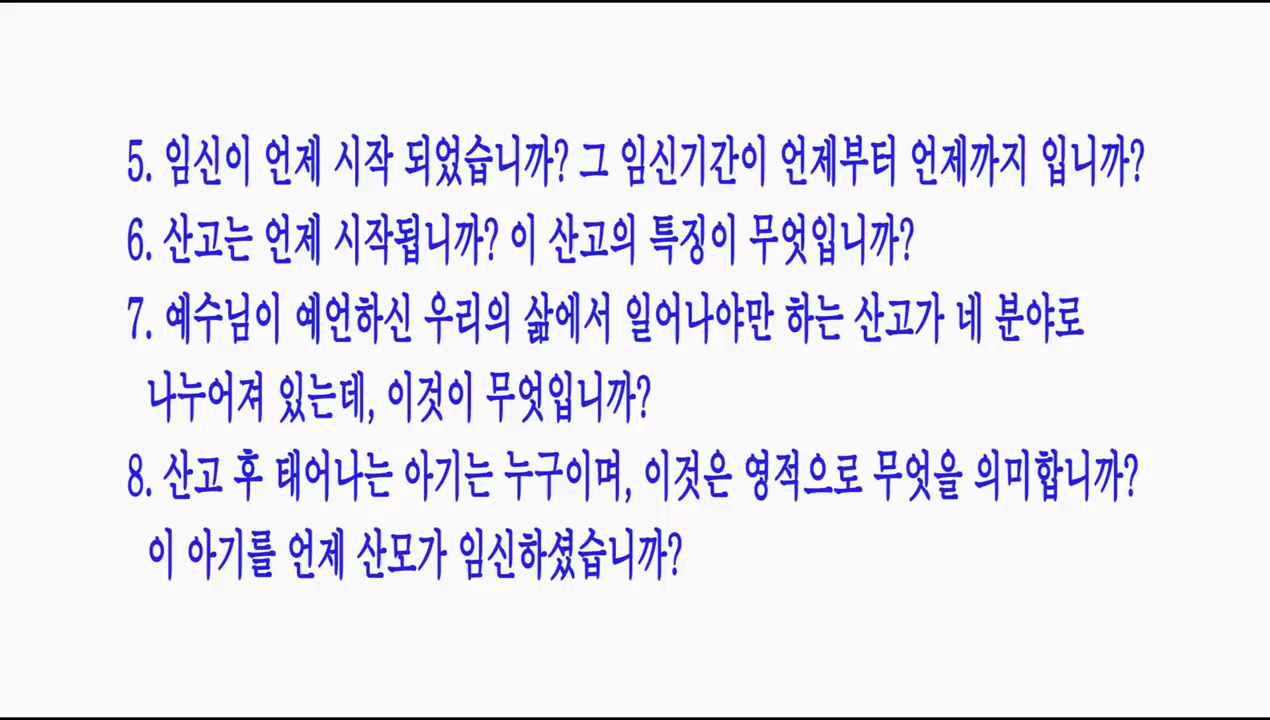 5. 임신이 언제 시작 되었습니까? 그 임신기간이 언제부터 언제까지 입니까?
6. 산고는 언제 시작됩니까? 이 산고의 특징이 무엇입니까?
7. 예수님이 예언하신 우리의 삶에서 일어나야만 하는 산고가 네 분야로
나누어져 있는데, 이것이 무엇입니까?
8. 산고 후 태어나는 아기는 누구이며, 이것은 영적으로 무엇을 의미합니까?
이 아기를 언제 산모가 임신하셨습니까?